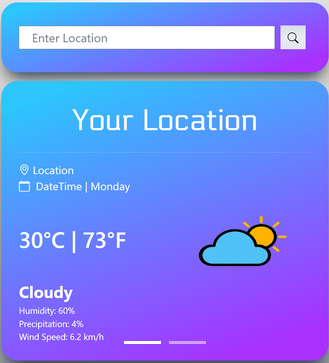 Enter Location
Your Location
Location
DateTime | Monday
30°C | 73°F
Cloudy
Humidity: 60%
Precipitation: 4%
Wind Speed: 6.2 km/h